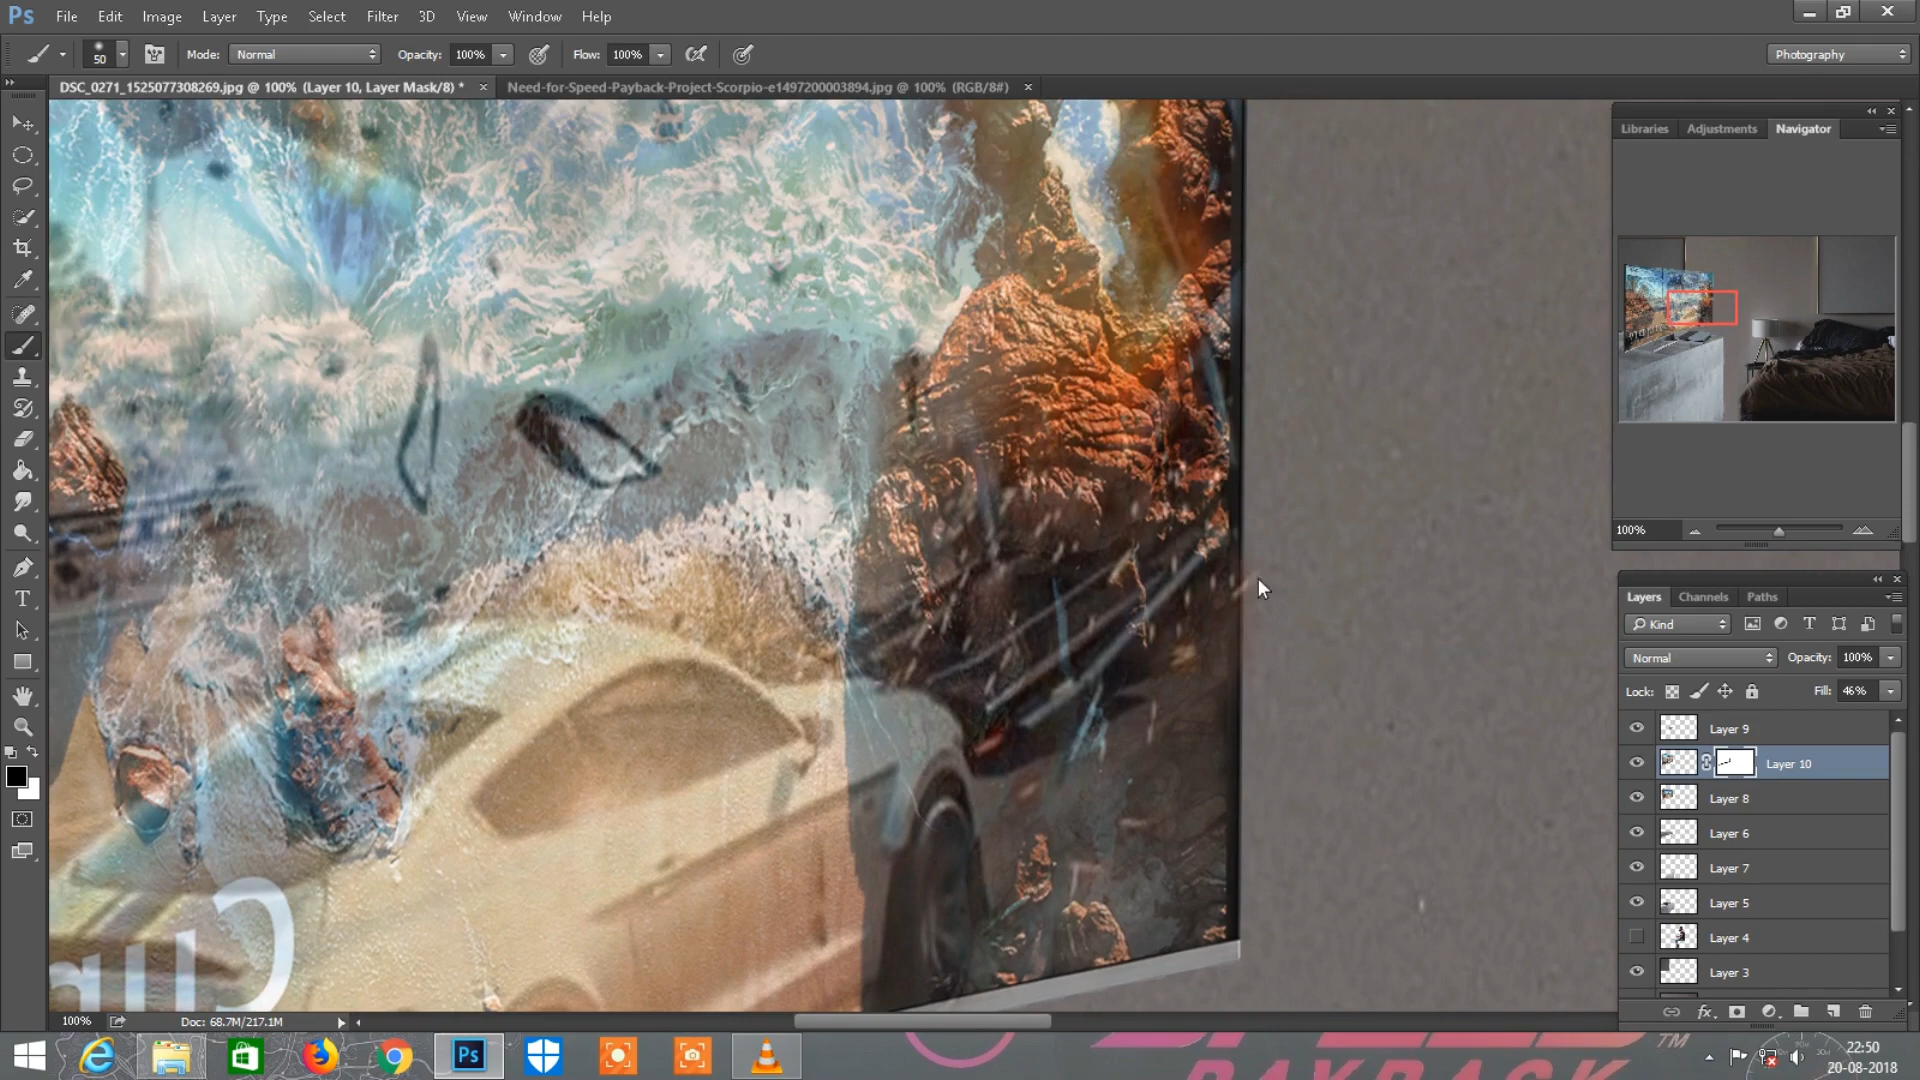 Ps File Edit Image Layer Type Select Filter 3D View Window Help
50 Mode: Normal Opacity: 100% Flow: 100% Photography
DSC_0271_1525077308269.jpg @ 100% (Layer 10, Layer Mask/8) * × Need-for-Speed-Payback-Project-Scorpio-e1497200003894.jpg @ 100% (RGB/8#) ×
Libraries Adjustments Navigator
100%
Layers Channels Paths
Kind
Normal Opacity: 100%
Lock: Fill: 46%
Layer 9
Layer 10
Layer 8
Layer 6
Layer 7
Layer 5
Layer 4
Layer 3
100% Doc: 68.7M/217.1M
Ps
PAYBACK
TM
22:50
20-08-2018